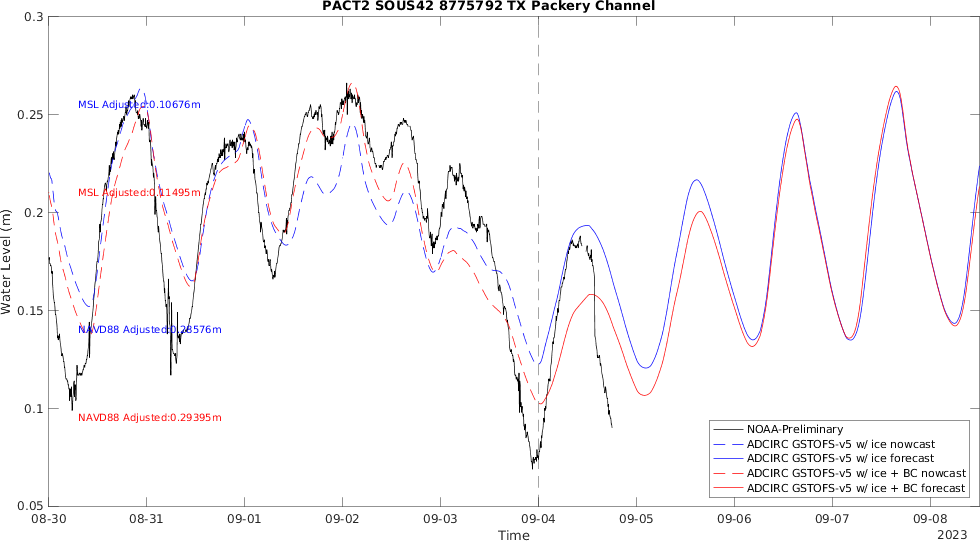 PACT2 SOUS42 8775792 TX Packery Channel
0.3
0.25
0.2
0.15
0.1
0.05
Water Level (m)
MSL Adjusted:0.10676m
MSL Adjusted:0.11495m
NAVD88 Adjusted:0.28576m
NAVD88 Adjusted:0.29395m
NOAA-Preliminary
ADCIRC GSTOFS-v5 w/ ice nowcast
ADCIRC GSTOFS-v5 w/ ice forecast
ADCIRC GSTOFS-v5 w/ ice + BC nowcast
ADCIRC GSTOFS-v5 w/ ice + BC forecast
08-30 08-31 09-01 09-02 09-03 09-04 09-05 09-06 09-07 09-08
Time
2023